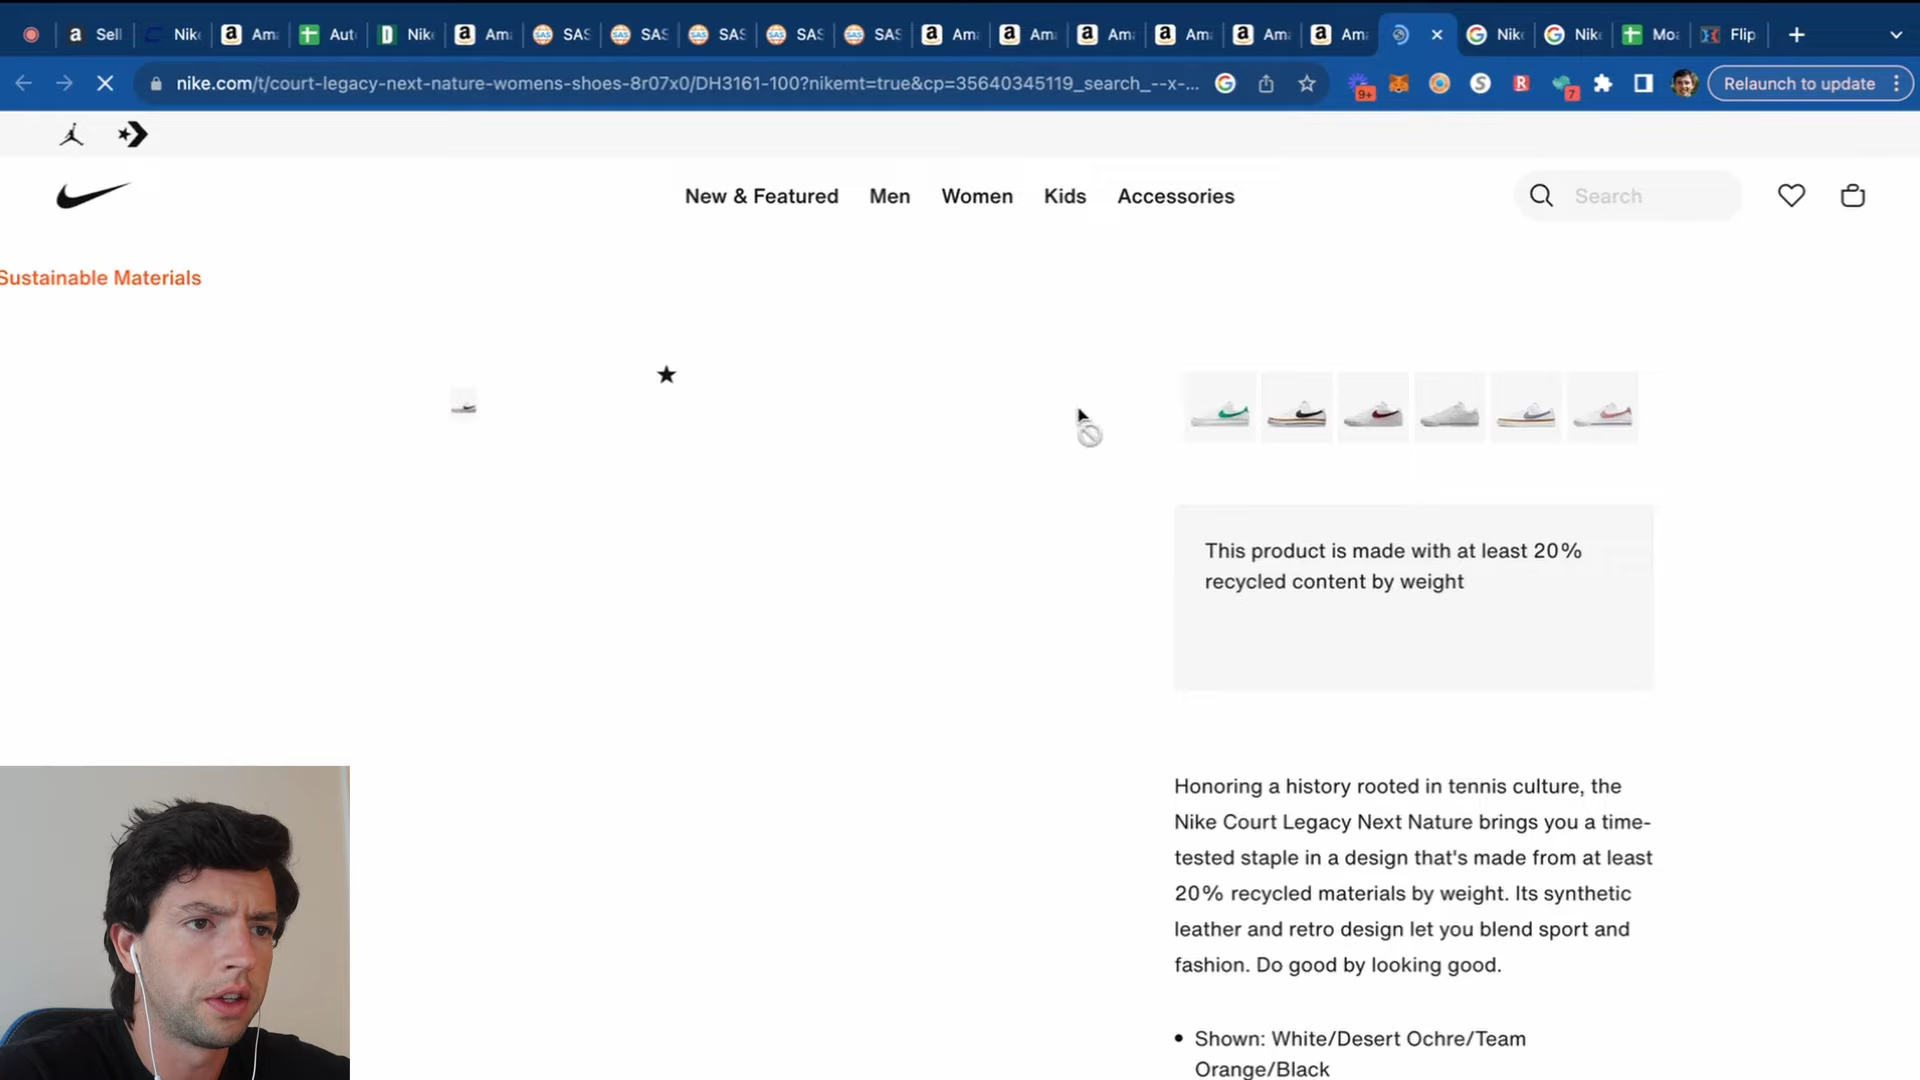 Sell Nik Am Aut D Nike Am SAS SAS SAS SAS SAS Am Am Am Am Am Am Nik Nik Mo Flip
nike.com/t/court-legacy-next-nature-womens-shoes-8r07x0/DH3161-100?nikemt=true&cp=35640345119_search_--x-... 9+ 7 Relaunch to update
New & Featured Men Women Kids Accessories Search
Sustainable Materials
This product is made with at least 20%
recycled content by weight
Honoring a history rooted in tennis culture, the
Nike Court Legacy Next Nature brings you a time-
tested staple in a design that's made from at least
20% recycled materials by weight. Its synthetic
leather and retro design let you blend sport and
fashion. Do good by looking good.
• Shown: White/Desert Ochre/Team
Orange/Black